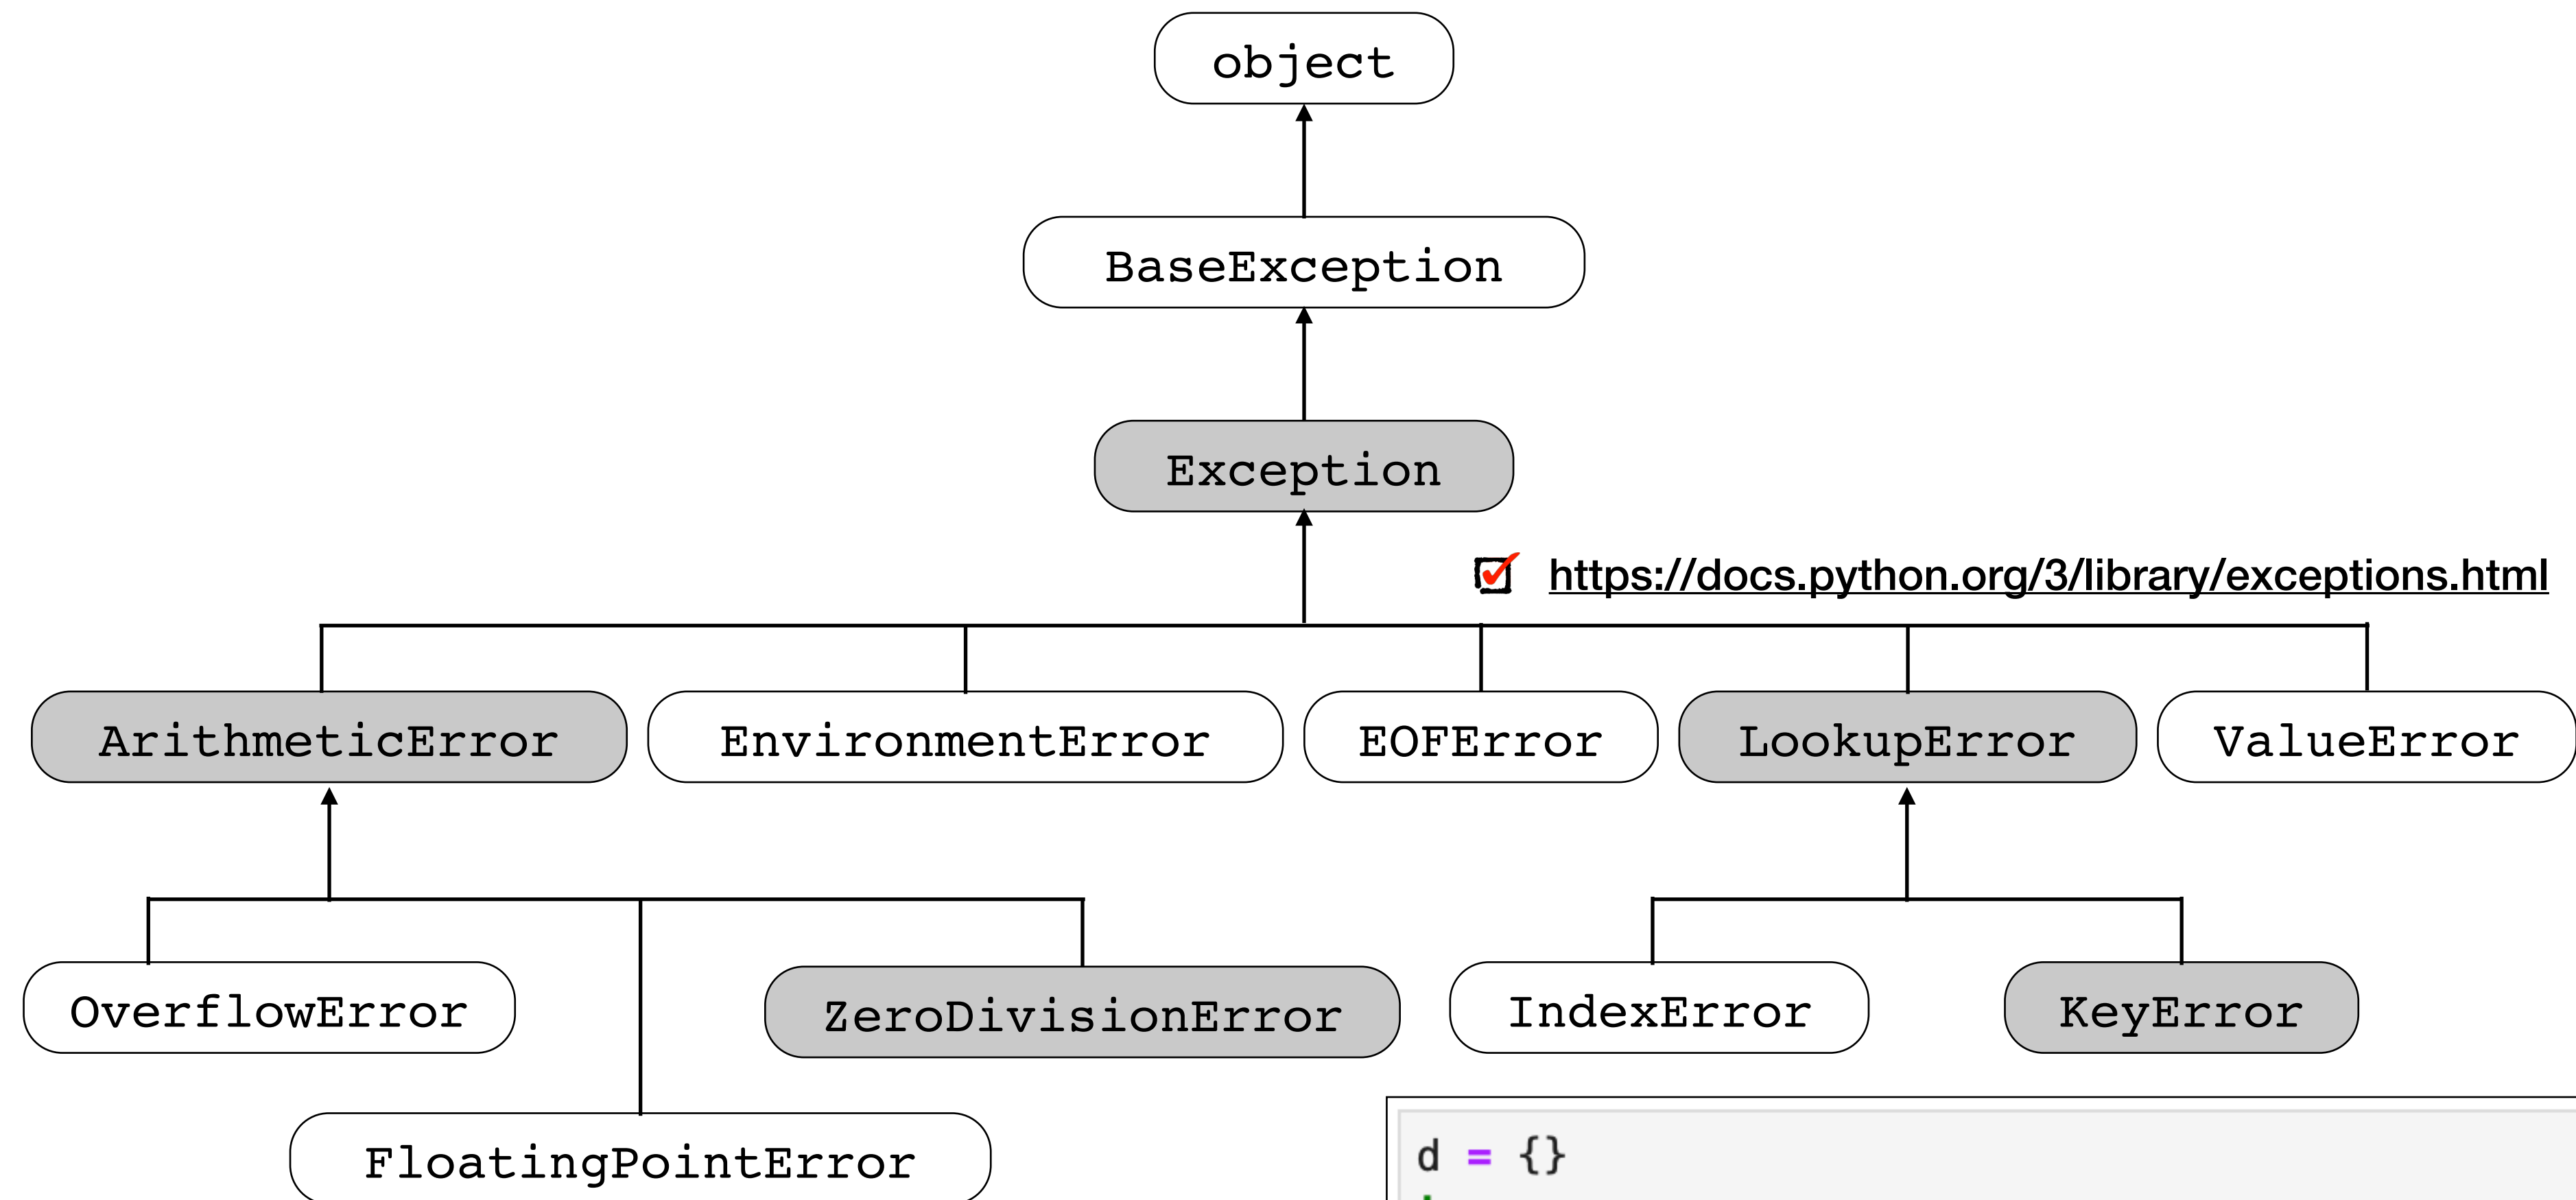 object
BaseException
Exception
https://docs.python.org/3/library/exceptions.html
ArithmeticError
EnvironmentError
EOFError
LookupError
ValueError
OverflowError
ZeroDivisionError
IndexError
KeyError
FloatingPointError
d = {}